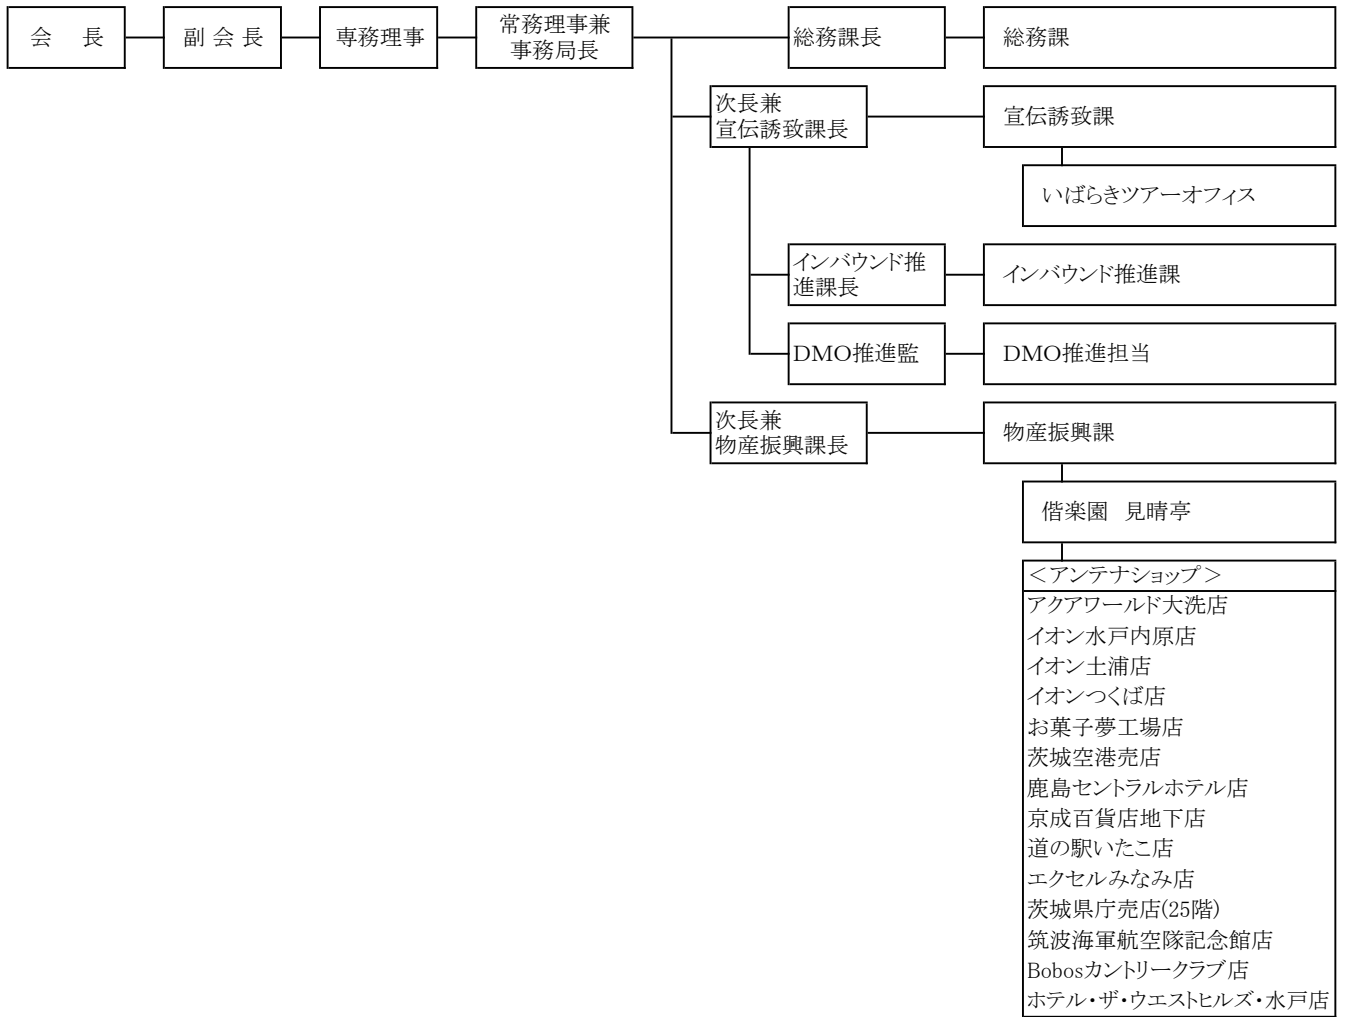 会　長
副 会 長
専務理事
常務理事兼
事務局長
総務課長
総務課
次長兼
宣伝誘致課長
宣伝誘致課
いばらきツアーオフィス
インバウンド推
進課長
インバウンド推進課
DMO推進監
DMO推進担当
次長兼
物産振興課長
物産振興課
偕楽園　見晴亭
＜アンテナショップ＞
アクアワールド大洗店
イオン水戸内原店
イオン土浦店
イオンつくば店
お菓子夢工場店
茨城空港売店
鹿島セントラルホテル店
京成百貨店地下店
道の駅いたこ店
エクセルみなみ店
茨城県庁売店(25階)
筑波海軍航空隊記念館店
Bobosカントリークラブ店
ホテル・ザ・ウエストヒルズ・水戸店